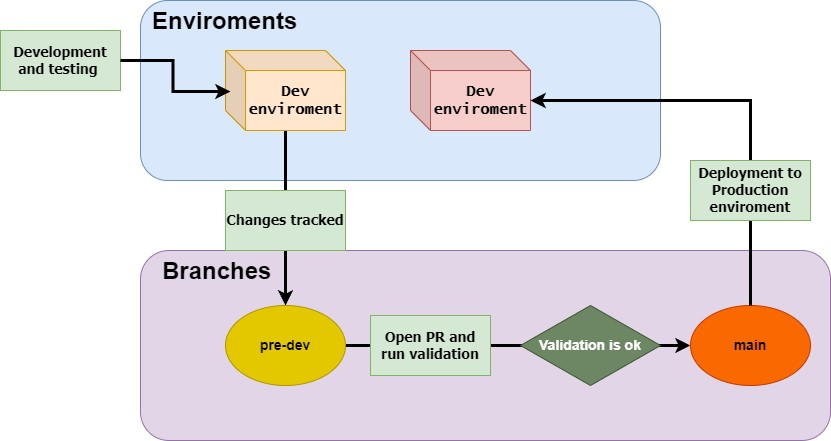 Enviroments
Development
and testing
Dev
enviroment
Dev
enviroment
Deployment to
Production
enviroment
Changes tracked
Branches
pre-dev
Open PR and
run validation
Validation is ok
main